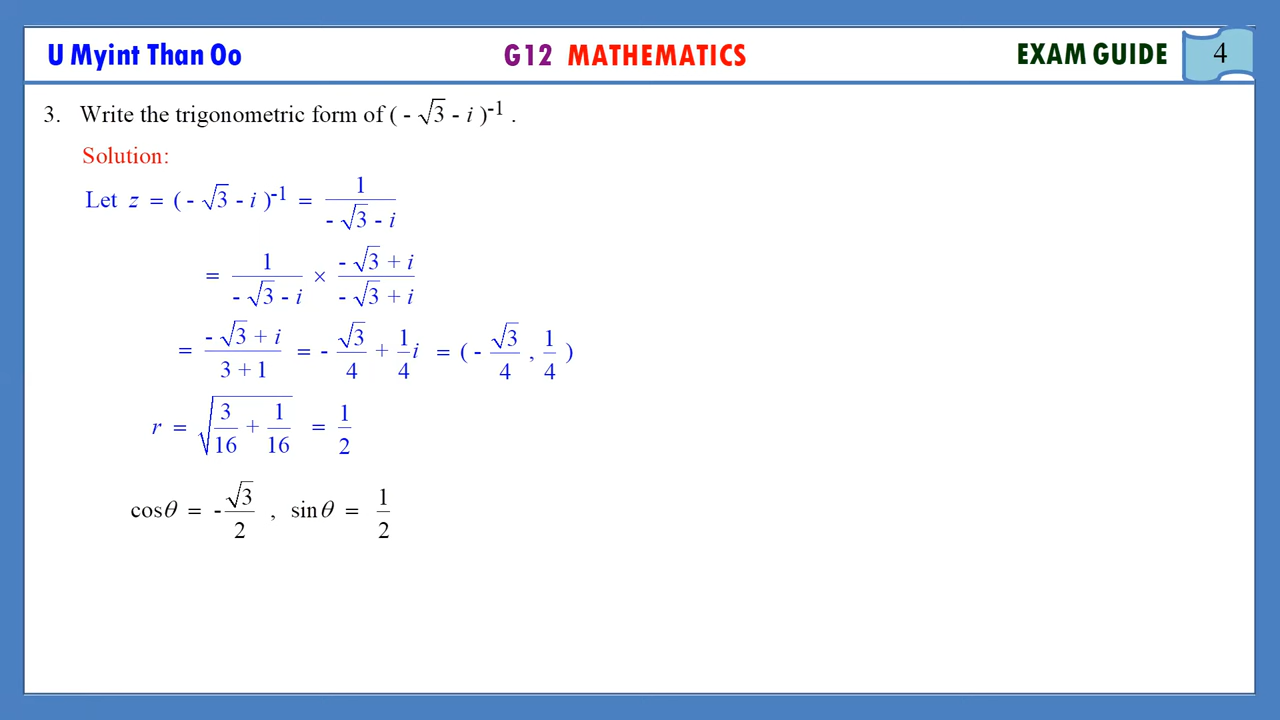 U Myint Than Oo G12 MATHEMATICS EXAM GUIDE 4
3. Write the trigonometric form of ( - √3 - i )⁻¹ .
Solution:
Let z = ( - √3 - i )⁻¹ = 1 / (- √3 - i)
= 1 / (- √3 - i) × (- √3 + i) / (- √3 + i)
= (- √3 + i) / (3 + 1) = - √3/4 + 1/4 i = ( - √3/4 , 1/4 )
r = √(3/16 + 1/16) = 1/2
cosθ = - √3/2 , sinθ = 1/2